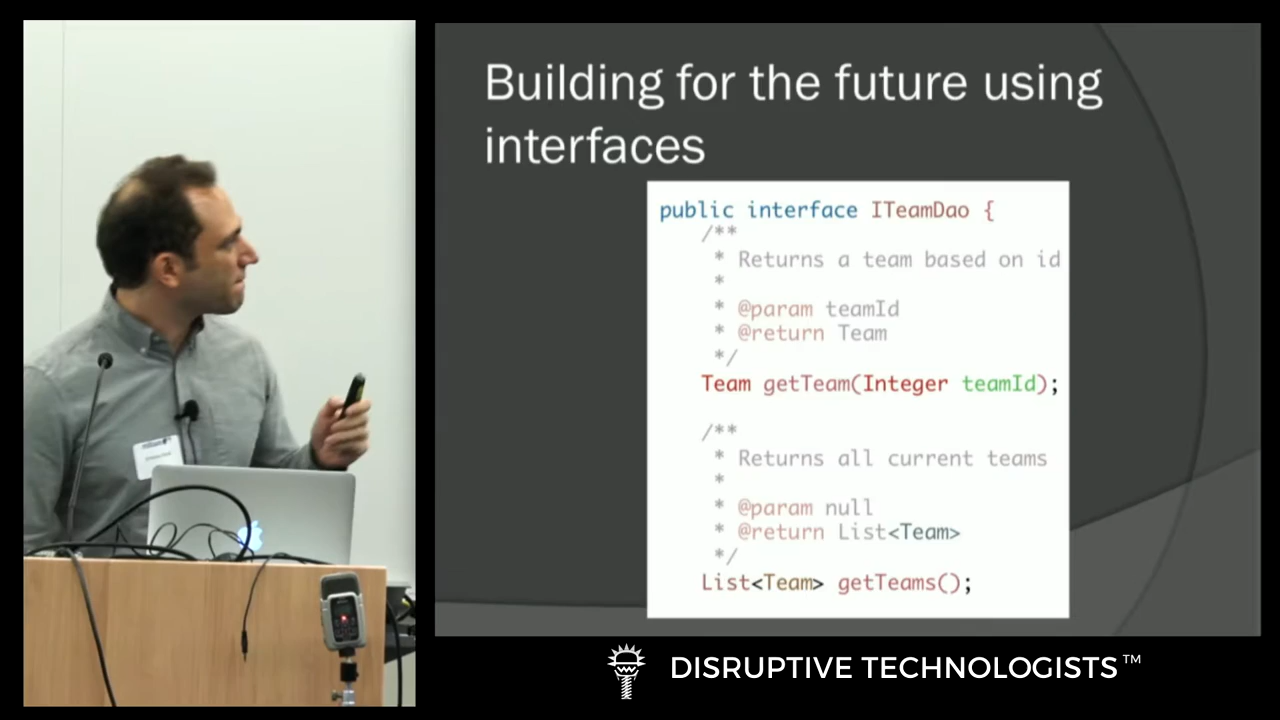 Building for the future using
interfaces
public interface ITeamDao {
/**
* Returns a team based on id
*
* @param teamId
* @return Team
*/
Team getTeam(Integer teamId);
/**
* Returns all current teams
*
* @param null
* @return List<Team>
*/
List<Team> getTeams();
DISRUPTIVE TECHNOLOGISTS™